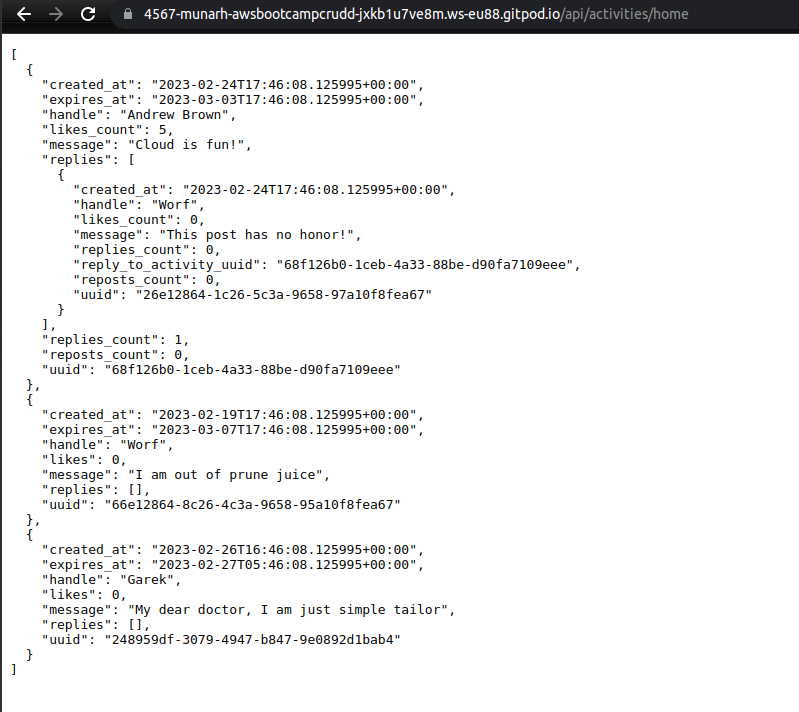 4567-munarh-awsbootcampcrudd-jxkb1u7ve8m.ws-eu88.gitpod.io/api/activities/home
[
  {
    "created_at": "2023-02-24T17:46:08.125995+00:00",
    "expires_at": "2023-03-03T17:46:08.125995+00:00",
    "handle": "Andrew Brown",
    "likes_count": 5,
    "message": "Cloud is fun!",
    "replies": [
      {
        "created_at": "2023-02-24T17:46:08.125995+00:00",
        "handle": "Worf",
        "likes_count": 0,
        "message": "This post has no honor!",
        "replies_count": 0,
        "reply_to_activity_uuid": "68f126b0-1ceb-4a33-88be-d90fa7109eee",
        "reposts_count": 0,
        "uuid": "26e12864-1c26-5c3a-9658-97a10f8fea67"
      }
    ],
    "replies_count": 1,
    "reposts_count": 0,
    "uuid": "68f126b0-1ceb-4a33-88be-d90fa7109eee"
  },
  {
    "created_at": "2023-02-19T17:46:08.125995+00:00",
    "expires_at": "2023-03-07T17:46:08.125995+00:00",
    "handle": "Worf",
    "likes": 0,
    "message": "I am out of prune juice",
    "replies": [],
    "uuid": "66e12864-8c26-4c3a-9658-95a10f8fea67"
  },
  {
    "created_at": "2023-02-26T16:46:08.125995+00:00",
    "expires_at": "2023-02-27T05:46:08.125995+00:00",
    "handle": "Garek",
    "likes": 0,
    "message": "My dear doctor, I am just simple tailor",
    "replies": [],
    "uuid": "248959df-3079-4947-b847-9e0892d1bab4"
  }
]